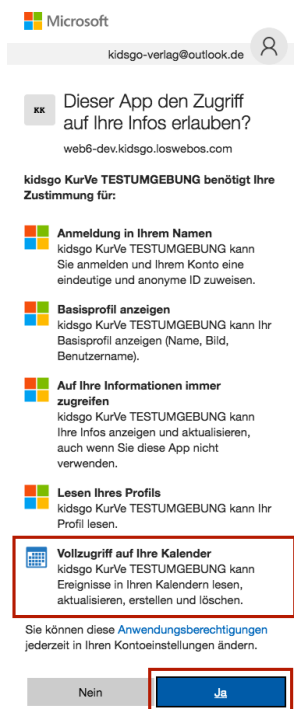 Microsoft
kidsgo-verlag@outlook.de
KK
Dieser App den Zugriff
auf Ihre Infos erlauben?
web6-dev.kidsgo.loswebos.com
kidsgo KurVe TESTUMGEBUNG benötigt Ihre
Zustimmung für:
Anmeldung in Ihrem Namen
kidsgo KurVe TESTUMGEBUNG kann
Sie anmelden und Ihrem Konto eine
eindeutige und anonyme ID zuweisen.
Basisprofil anzeigen
kidsgo KurVe TESTUMGEBUNG kann Ihr
Basisprofil anzeigen (Name, Bild,
Benutzername).
Auf Ihre Informationen immer
zugreifen
kidsgo KurVe TESTUMGEBUNG kann
Ihre Infos anzeigen und aktualisieren,
auch wenn Sie diese App nicht
verwenden.
Lesen Ihres Profils
kidsgo KurVe TESTUMGEBUNG kann Ihr
Profil lesen.
Vollzugriff auf Ihre Kalender
kidsgo KurVe TESTUMGEBUNG kann
Ereignisse in Ihren Kalendern lesen,
aktualisieren, erstellen und löschen.
Sie können diese Anwendungsberechtigungen
jederzeit in Ihren Kontoeinstellungen ändern.
Nein
Ja